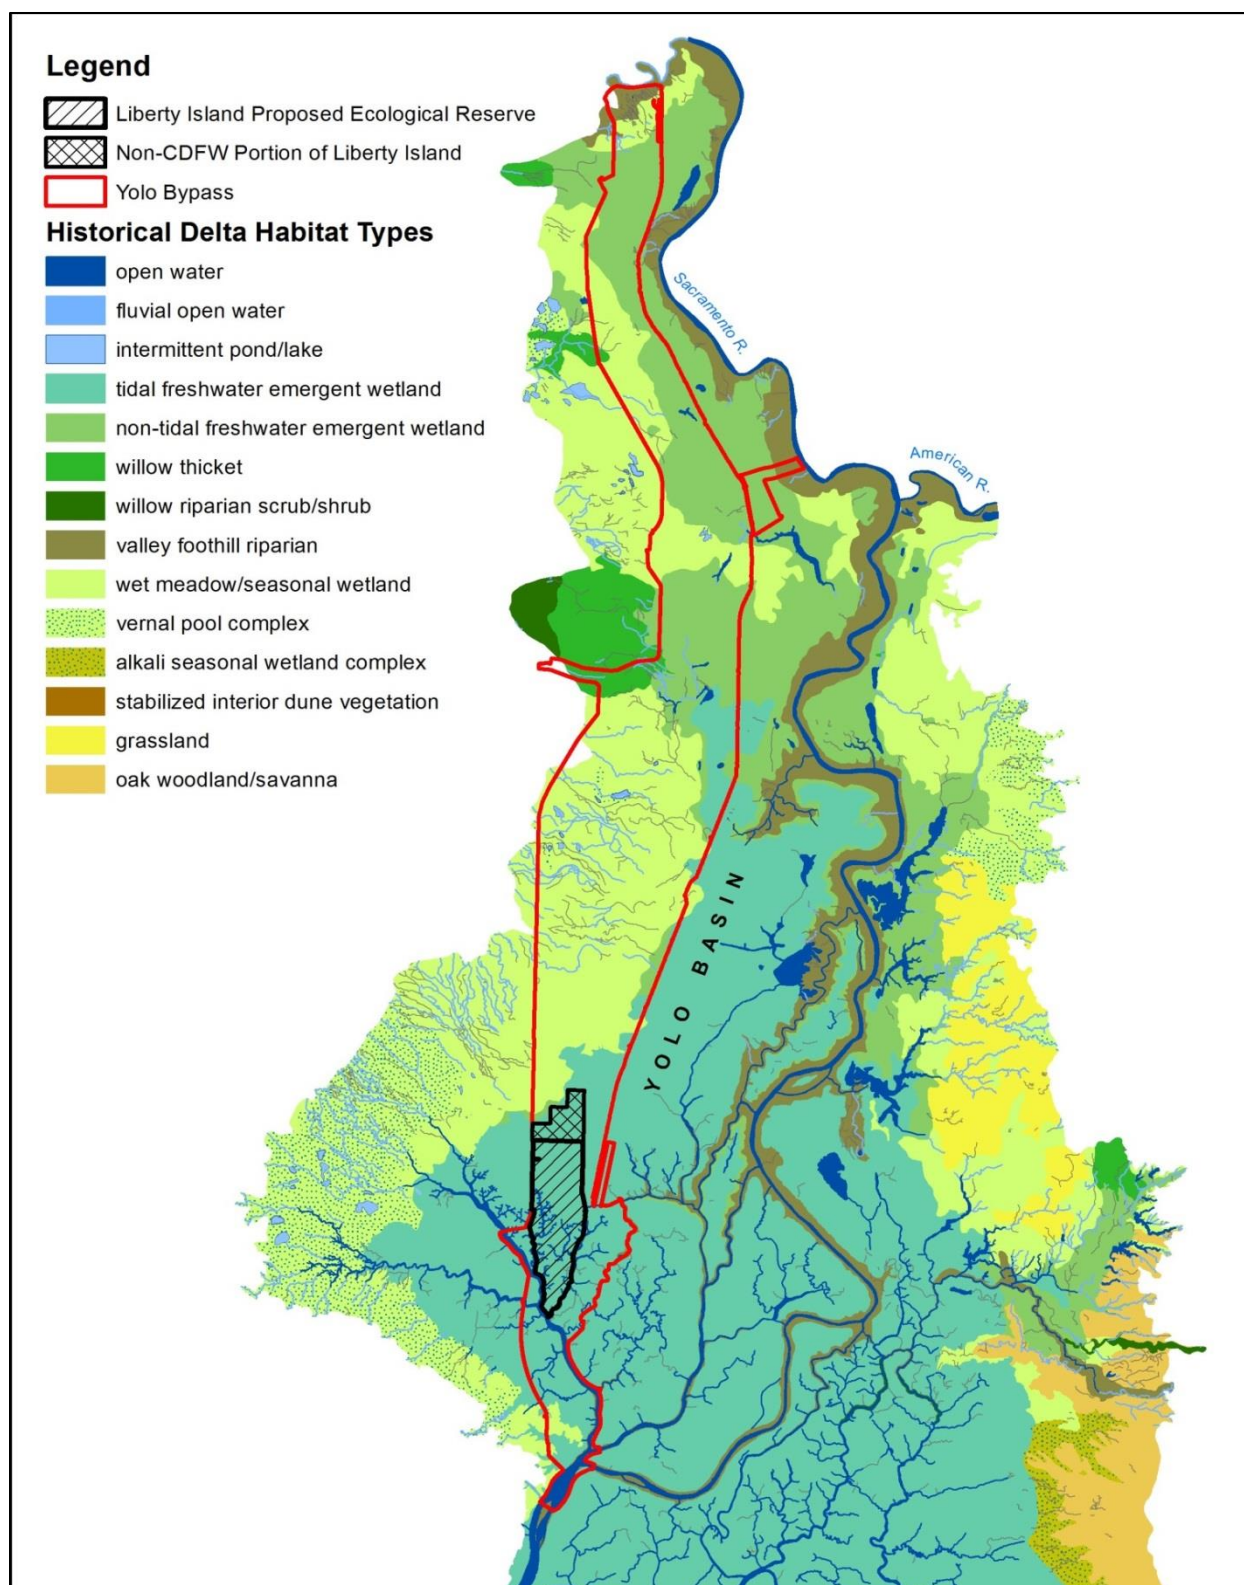 Legend
Liberty Island Proposed Ecological Reserve
Non-CDFW Portion of Liberty Island
Yolo Bypass
Historical Delta Habitat Types
open water
fluvial open water
intermittent pond/lake
tidal freshwater emergent wetland
non-tidal freshwater emergent wetland
willow thicket
willow riparian scrub/shrub
valley foothill riparian
wet meadow/seasonal wetland
vernal pool complex
alkali seasonal wetland complex
stabilized interior dune vegetation
grassland
oak woodland/savanna
Sacramento R.
American R.
YOLO BASIN